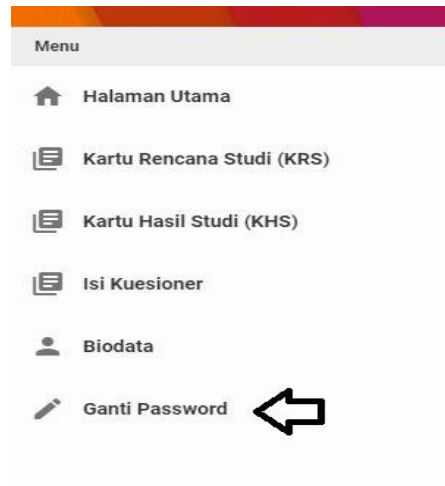 Menu
Halaman Utama
Kartu Rencana Studi (KRS)
Kartu Hasil Studi (KHS)
Isi Kuesioner
Biodata
Ganti Password